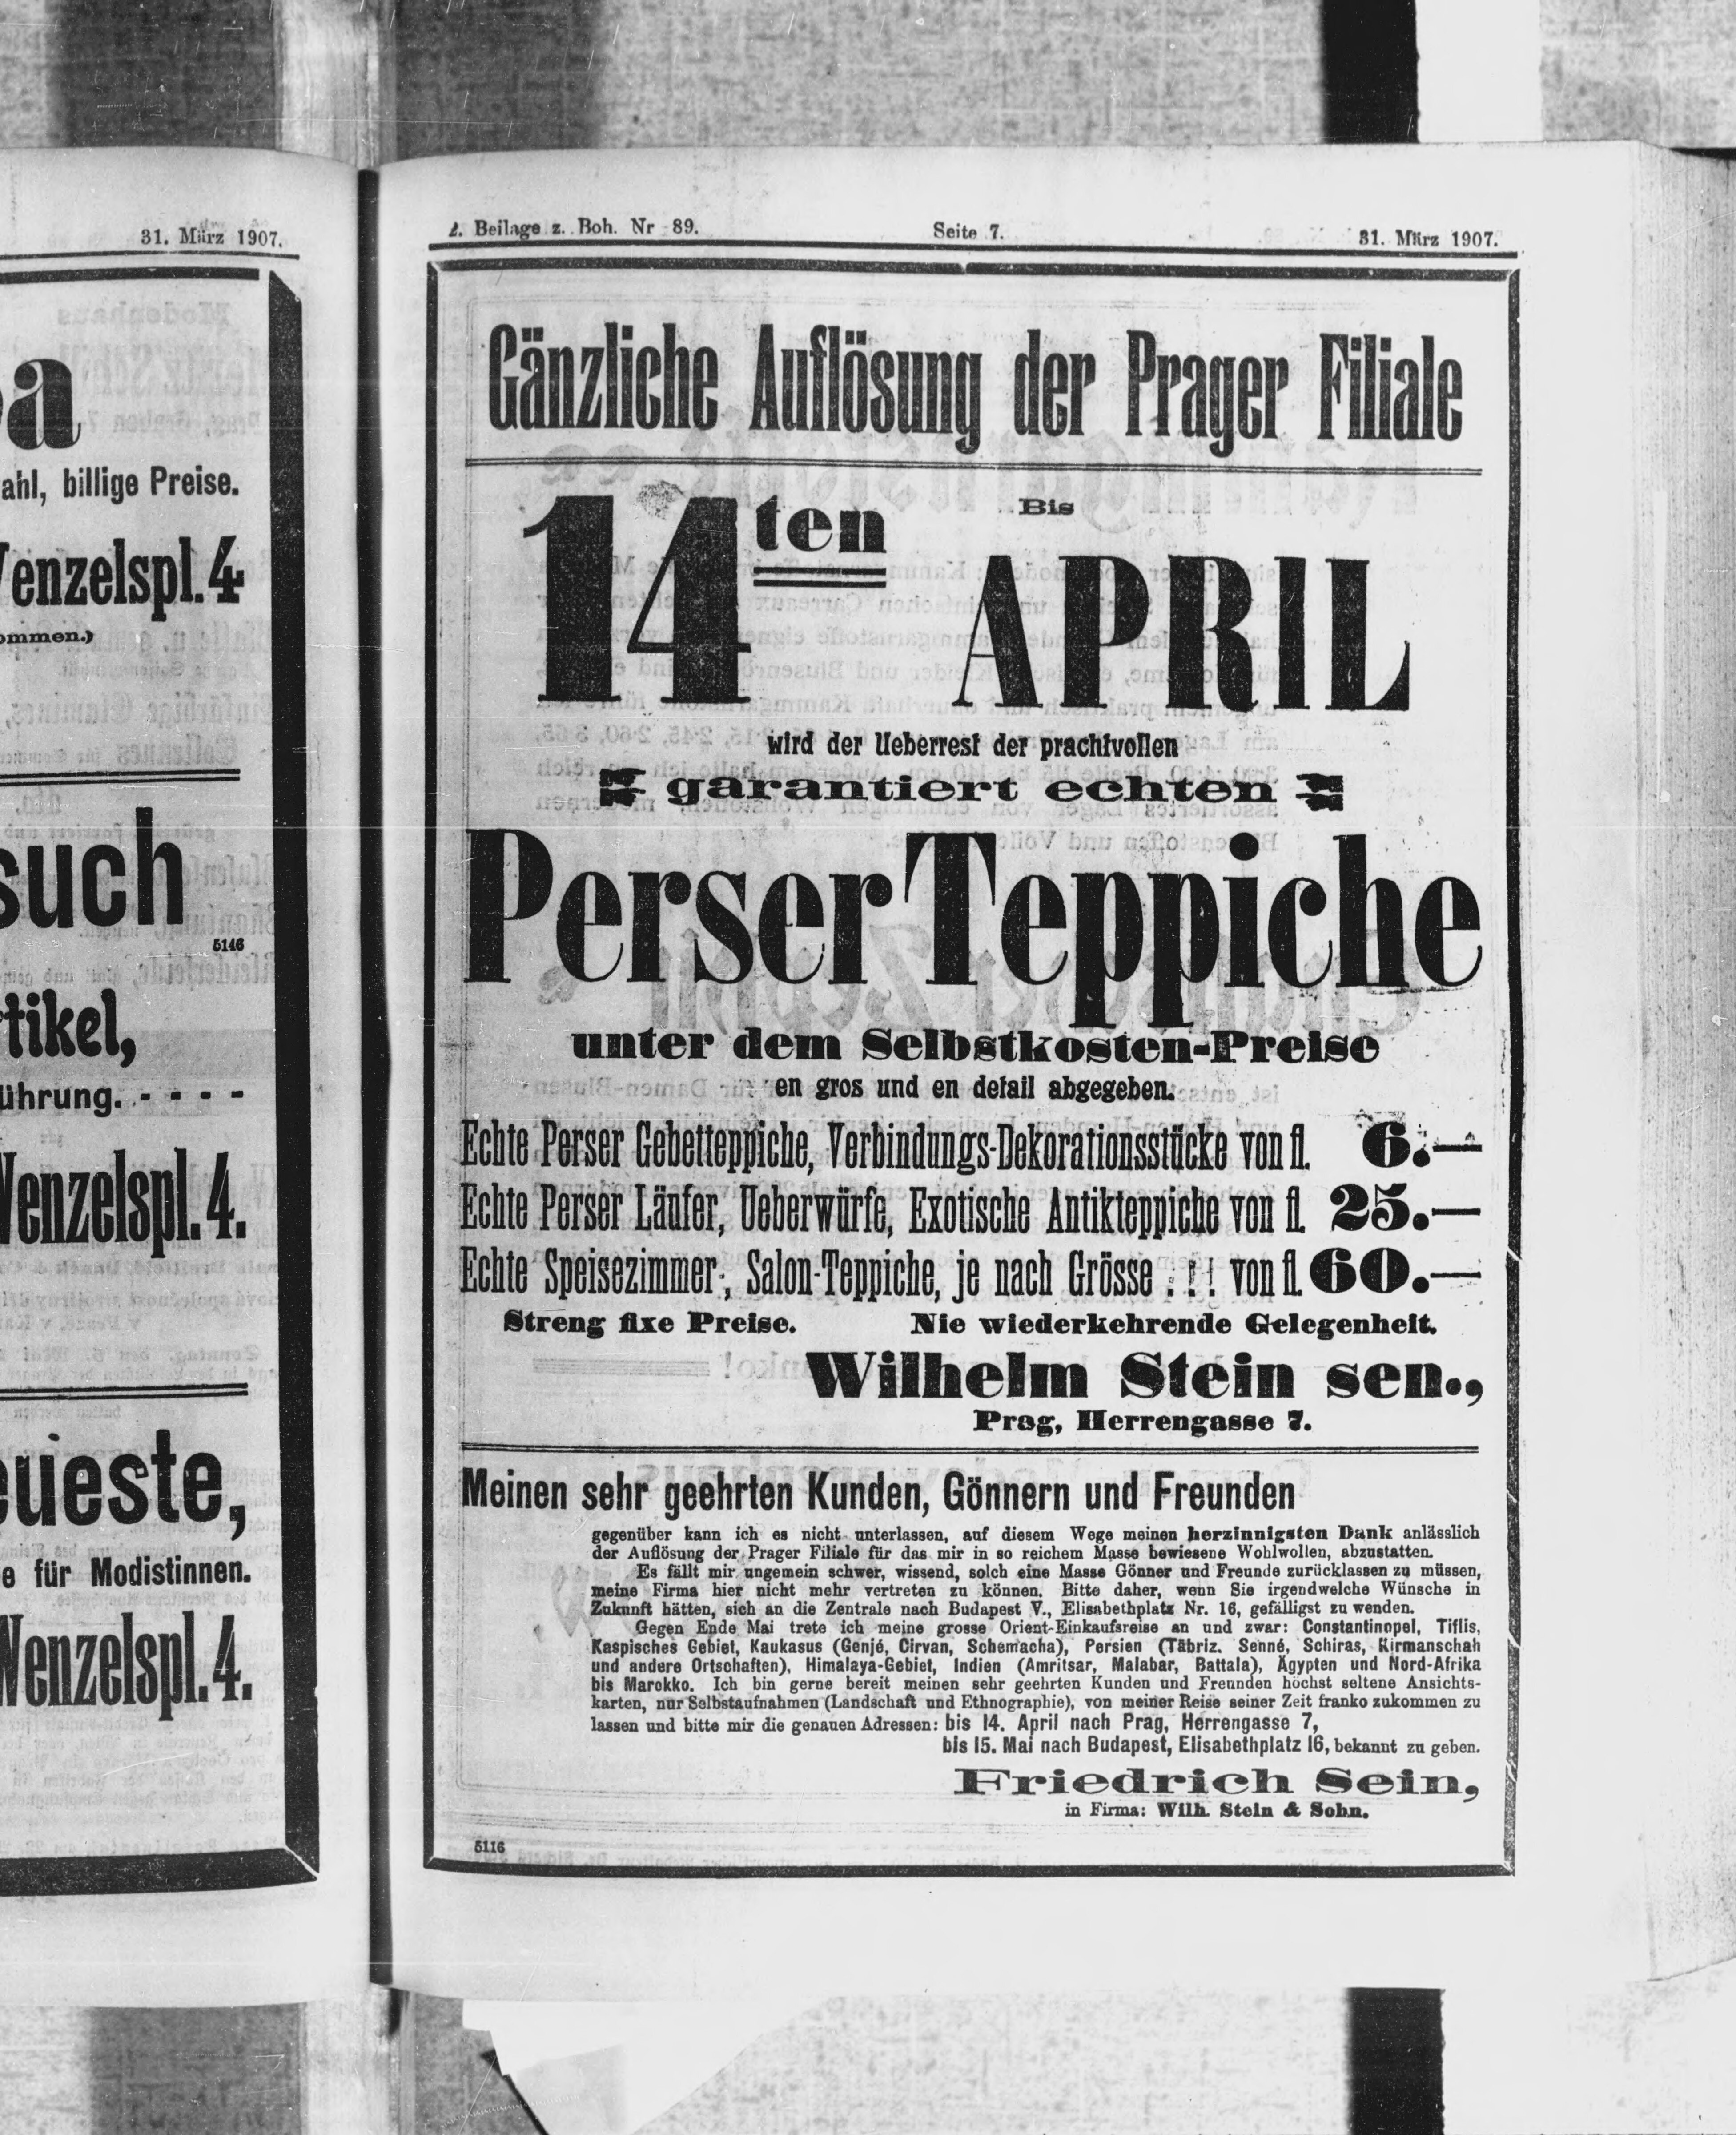 31. März 1907.
a
ahl, billige Preise.
Wenzelspl. 4
ommen.)
such
5146
tikel,
ührung. - - - -
Wenzelspl. 4.
ueste,
e für Modistinnen.
Wenzelspl. 4.
2. Beilage z. Boh. Nr 89. Seite 7. 31. März 1907.
Gänzliche Auflösung der Prager Filiale
Bis
14ten APRIL
wird der Ueberrest der prachtvollen
garantiert echten
Perser Teppiche
unter dem Selbstkosten-Preise
en gros und en detail abgegeben.
Echte Perser Gebetteppiche, Verbindungs-Dekorationsstücke von fl. 6.—
Echte Perser Läufer, Ueberwürfe, Exotische Antikteppiche von fl. 25.—
Echte Speisezimmer-, Salon-Teppiche, je nach Grösse : ! ! von fl. 60.—
Streng fixe Preise. Nie wiederkehrende Gelegenheit.
Wilhelm Stein sen.,
Prag, Herrengasse 7.
Meinen sehr geehrten Kunden, Gönnern und Freunden
gegenüber kann ich es nicht unterlassen, auf diesem Wege meinen herzinnigsten Dank anlässlich
der Auflösung der Prager Filiale für das mir in so reichem Masse bewiesene Wohlwollen, abzustatten.
Es fällt mir ungemein schwer, wissend, solch eine Masse Gönner und Freunde zurücklassen zu müssen,
meine Firma hier nicht mehr vertreten zu können. Bitte daher, wenn Sie irgendwelche Wünsche in
Zukunft hätten, sich an die Zentrale nach Budapest V., Elisabethplatz Nr. 16, gefälligst zu wenden.
Gegen Ende Mai trete ich meine grosse Orient-Einkaufsreise an und zwar: Constantinopel, Tiflis,
Kaspisches Gebiet, Kaukasus (Genjé, Cirvan, Schemacha), Persien (Täbriz. Senné, Schiras, Kirmanschah
und andere Ortschaften), Himalaya-Gebiet, Indien (Amritsar, Malabar, Battala), Ägypten und Nord-Afrika
bis Marokko. Ich bin gerne bereit meinen sehr geehrten Kunden und Freunden höchst seltene Ansichts-
karten, nur Selbstaufnahmen (Landschaft und Ethnographie), von meiner Reise seiner Zeit franko zukommen zu
lassen und bitte mir die genauen Adressen: bis 14. April nach Prag, Herrengasse 7,
bis 15. Mai nach Budapest, Elisabethplatz 16, bekannt zu geben.
Friedrich Sein,
in Firma: Wilh. Stein & Sohn.
5116